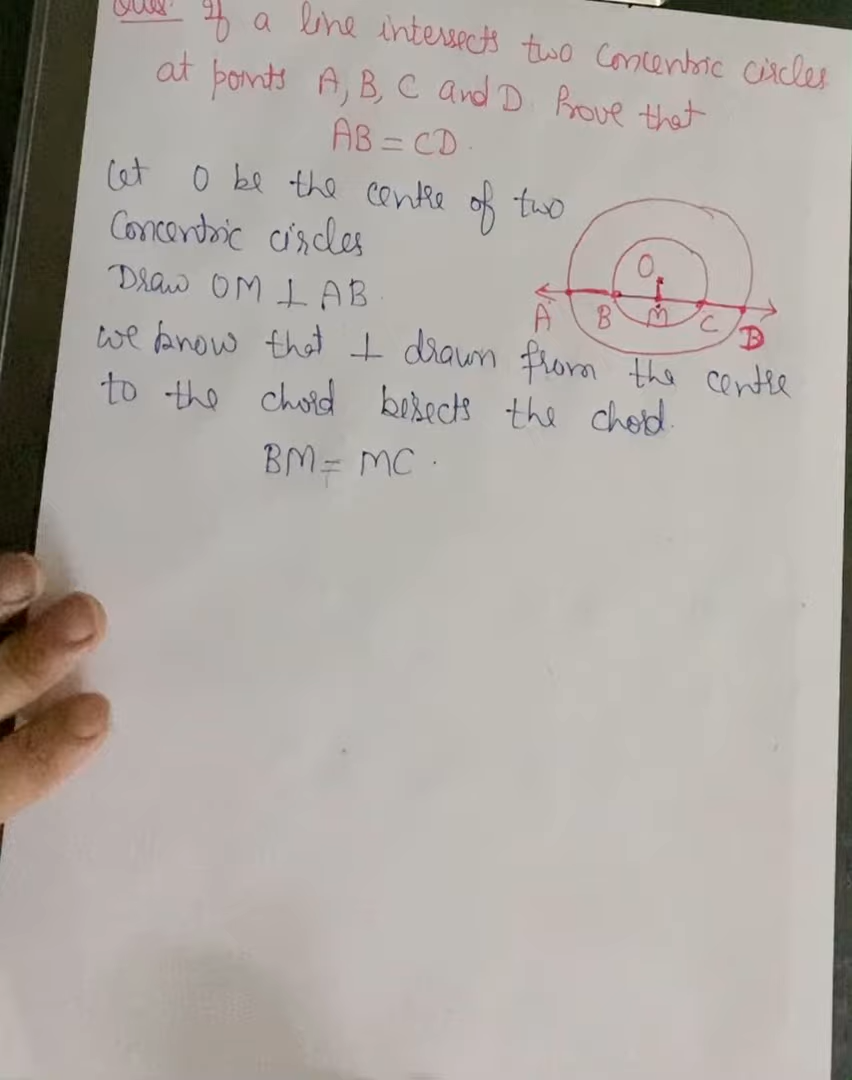 Ques. If a line intersects two Concentric circles
at points A, B, C and D. Prove that
AB = CD.
Let O be the centre of two
Concentric circles
Draw OM ⊥ AB.
we know that ⊥ drawn from the centre
to the chord besects the chord.
BM = MC.
O
A B M C D